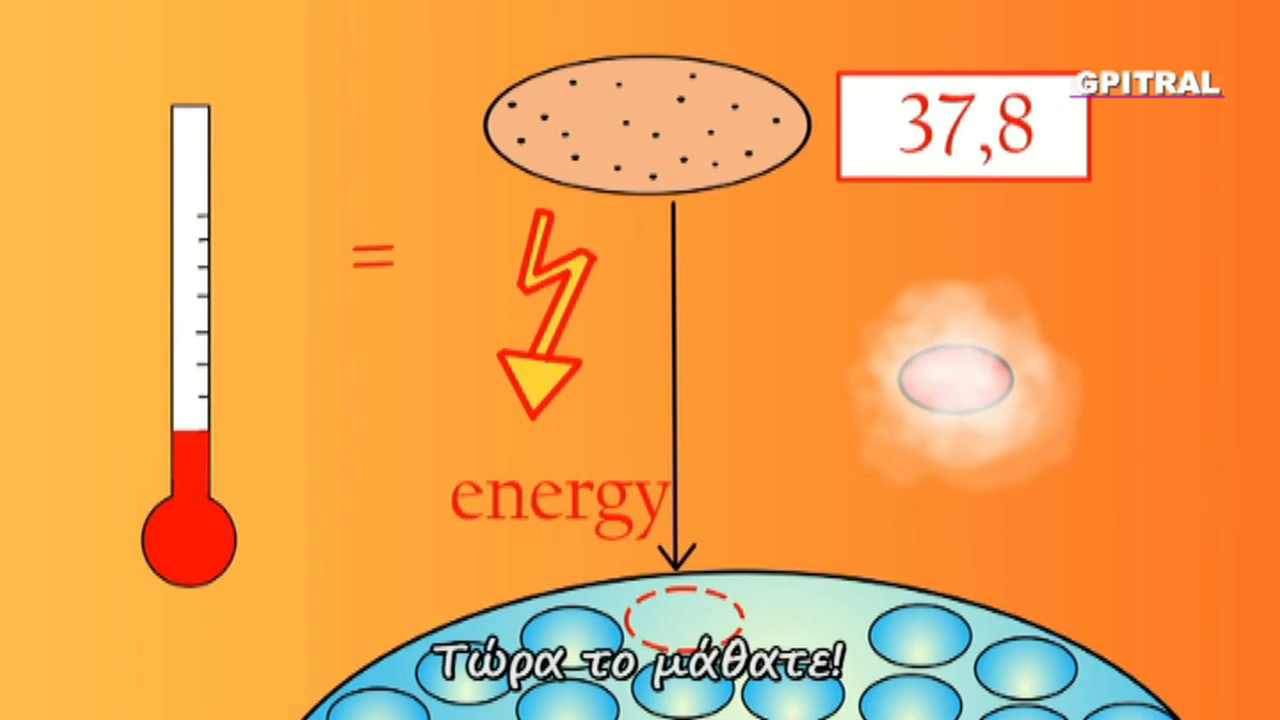 GPITRAL
37,8
=
energy
Τώρα το μάθατε!